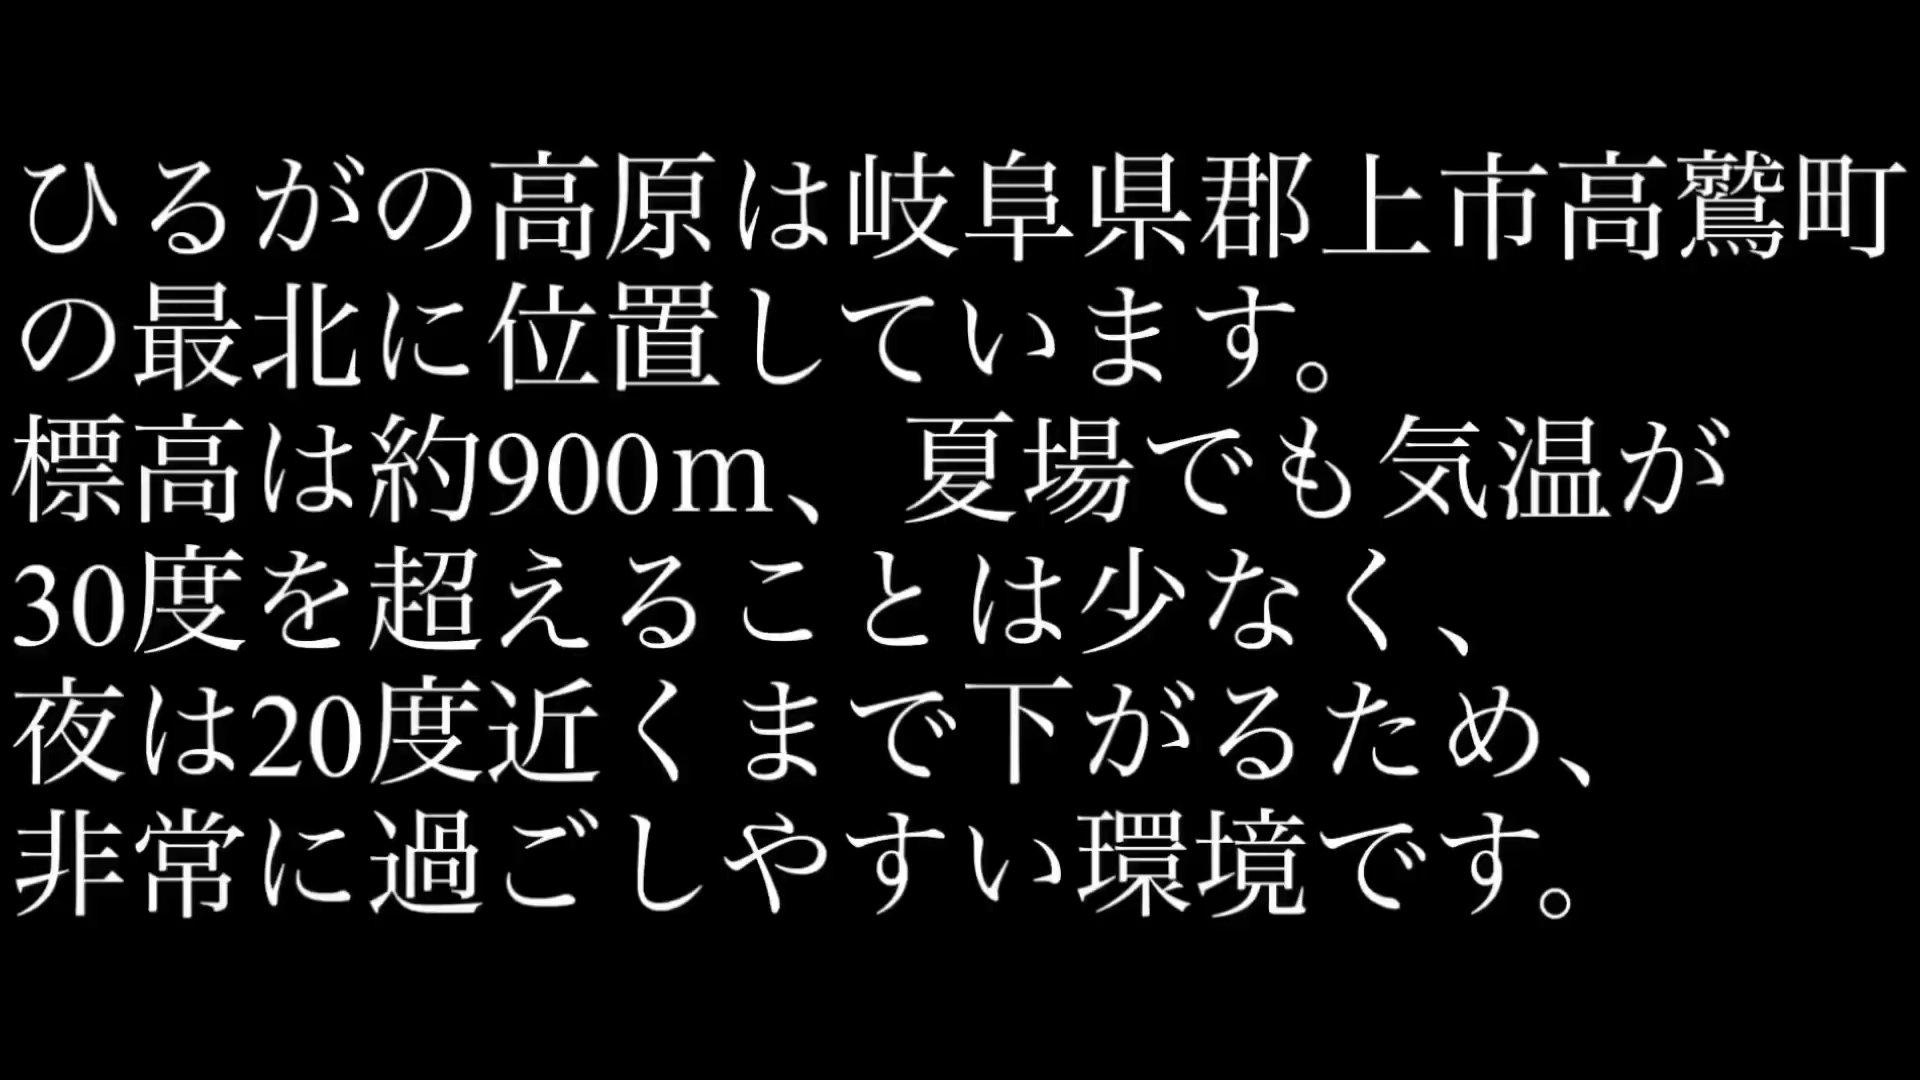 ひるがの高原は岐阜県郡上市高鷲町
の最北に位置しています。
標高は約900ｍ、夏場でも気温が
30度を超えることは少なく、
夜は20度近くまで下がるため、
非常に過ごしやすい環境です。